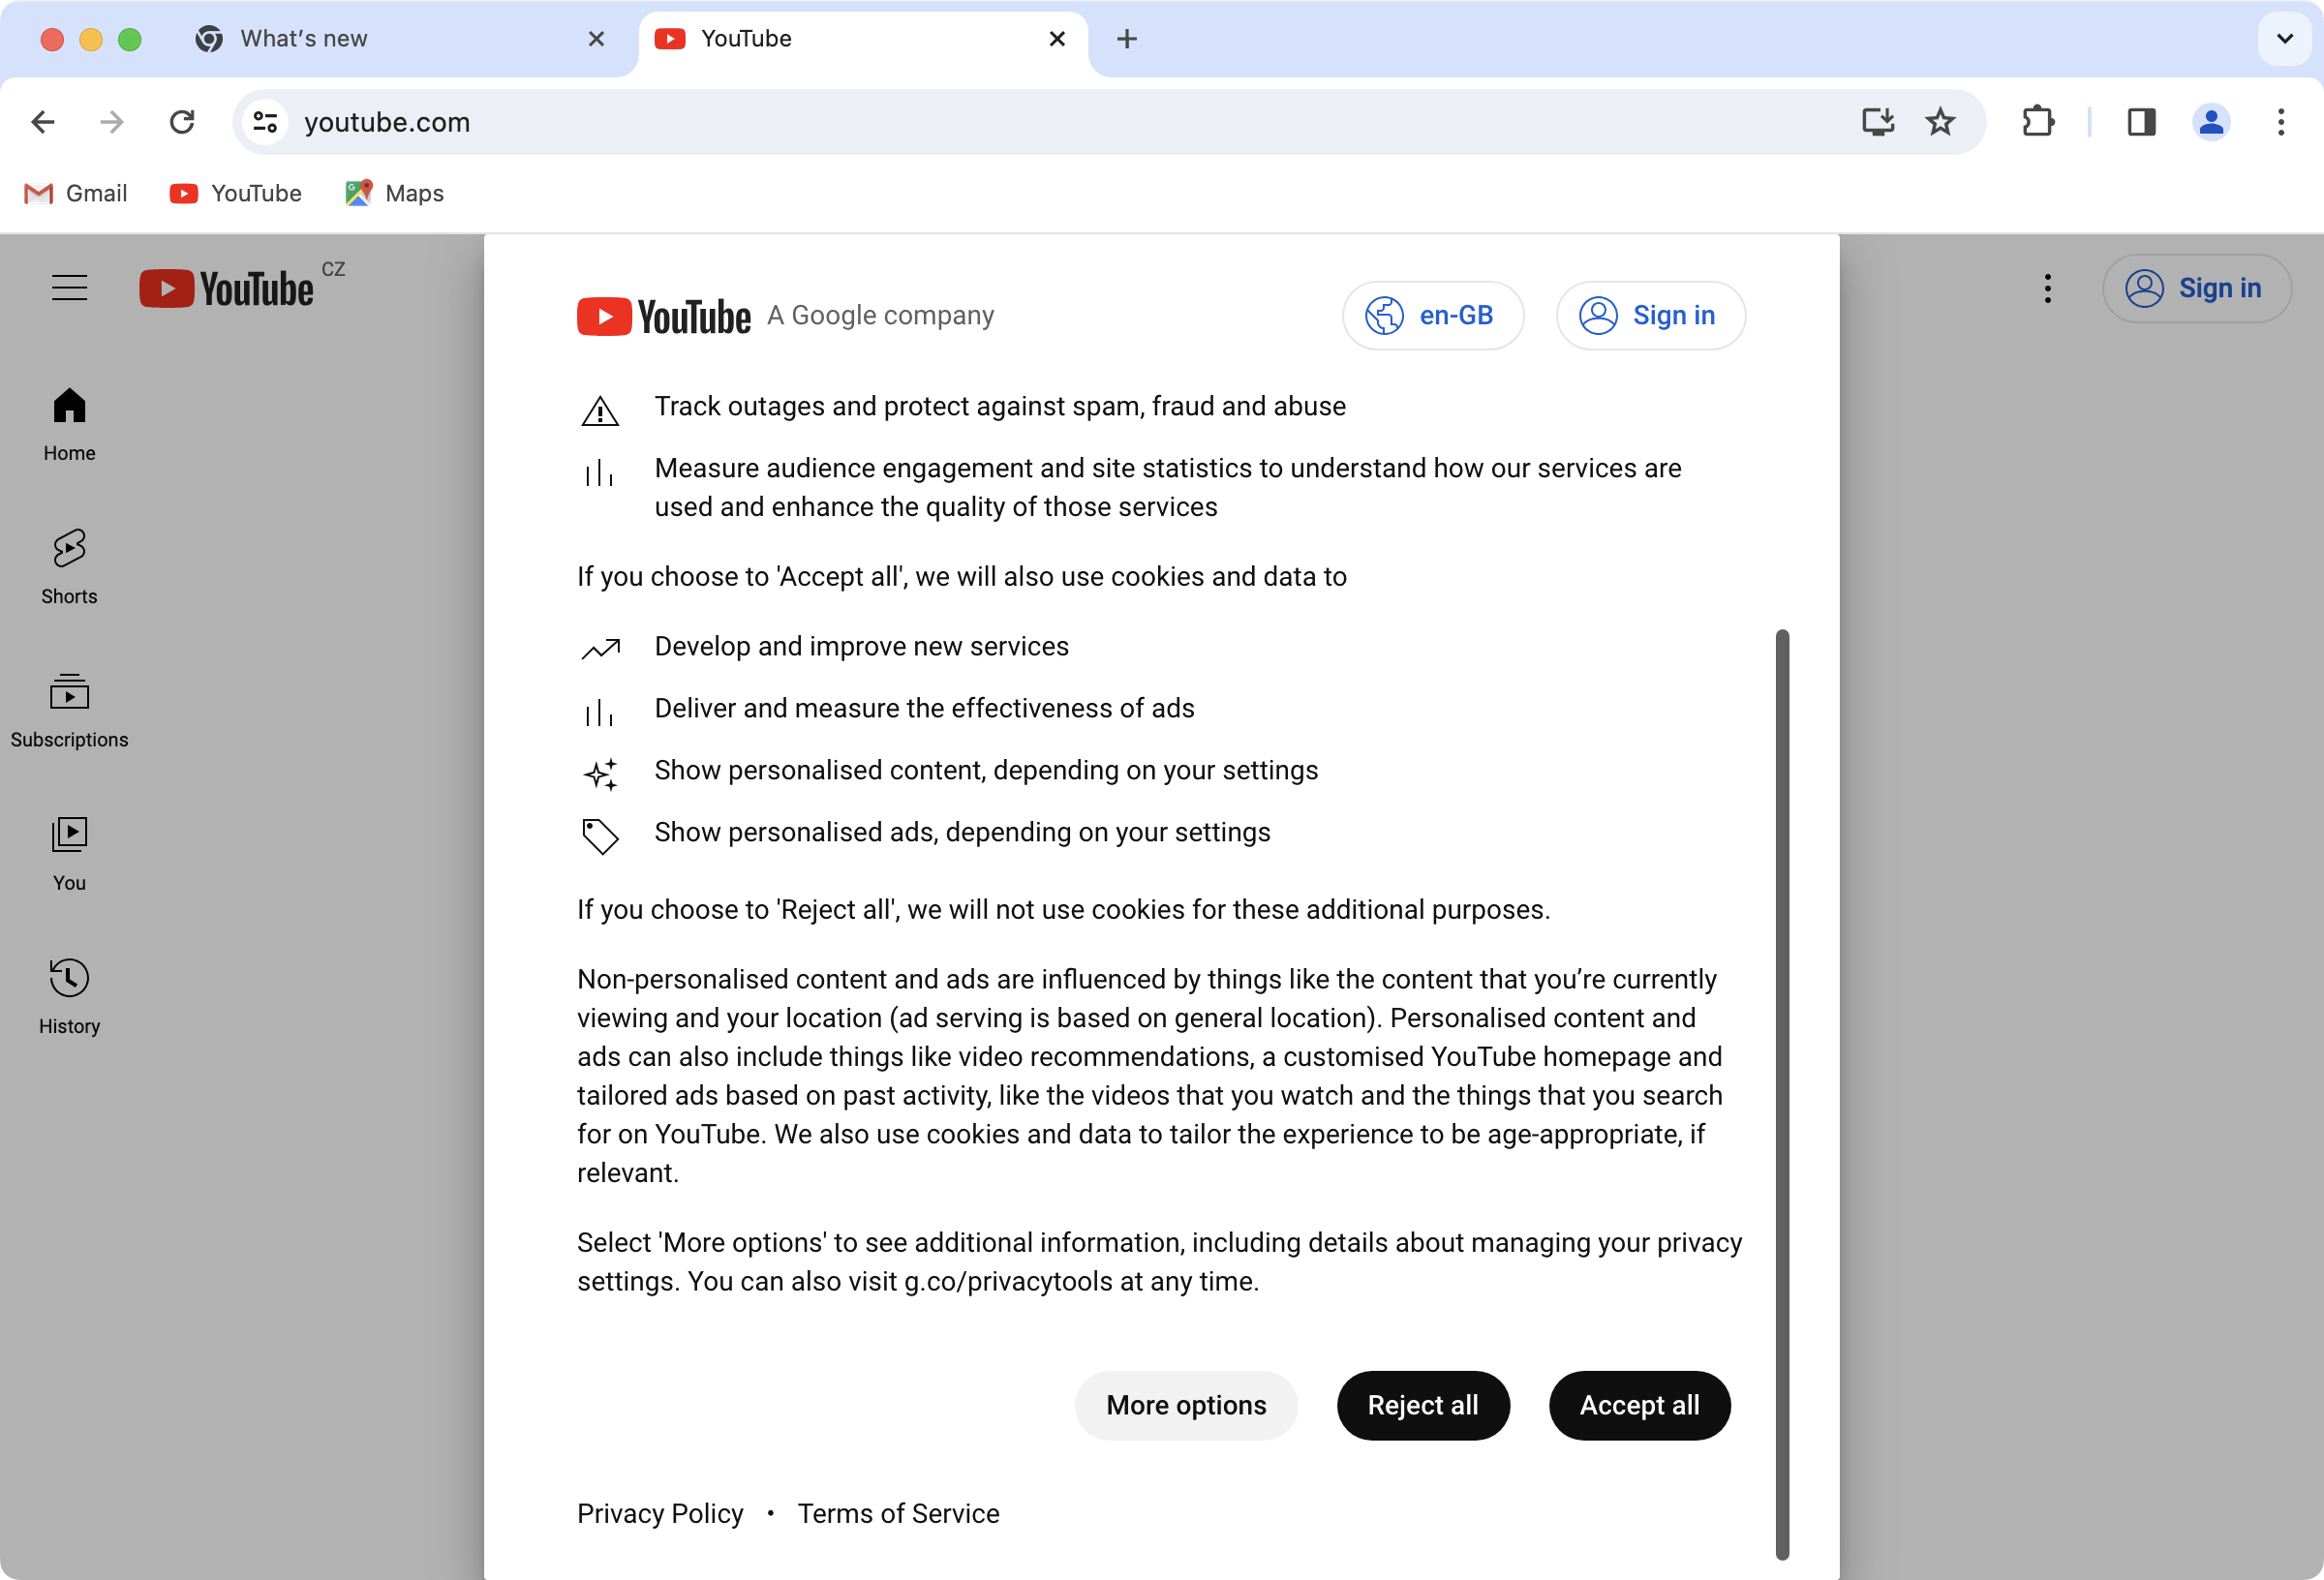 What's new
YouTube
youtube.com
Gmail
YouTube
Maps
YouTube CZ
Sign in
Home
Shorts
Subscriptions
You
History
YouTube A Google company
en-GB
Sign in
Track outages and protect against spam, fraud and abuse
Measure audience engagement and site statistics to understand how our services are
used and enhance the quality of those services
If you choose to 'Accept all', we will also use cookies and data to
Develop and improve new services
Deliver and measure the effectiveness of ads
Show personalised content, depending on your settings
Show personalised ads, depending on your settings
If you choose to 'Reject all', we will not use cookies for these additional purposes.
Non-personalised content and ads are influenced by things like the content that you’re currently
viewing and your location (ad serving is based on general location). Personalised content and
ads can also include things like video recommendations, a customised YouTube homepage and
tailored ads based on past activity, like the videos that you watch and the things that you search
for on YouTube. We also use cookies and data to tailor the experience to be age-appropriate, if
relevant.
Select 'More options' to see additional information, including details about managing your privacy
settings. You can also visit g.co/privacytools at any time.
More options
Reject all
Accept all
Privacy Policy • Terms of Service